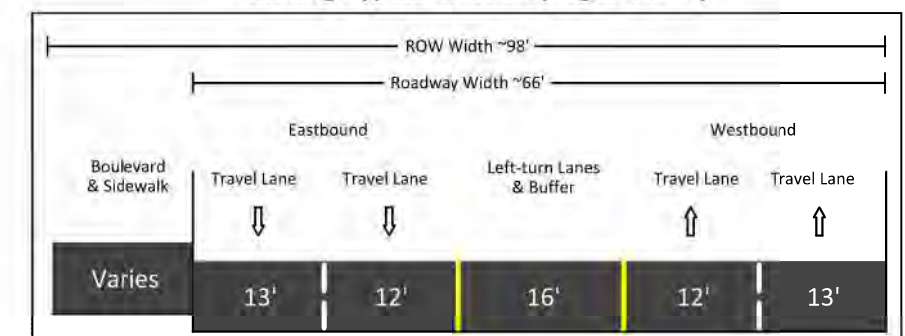 ROW Width ~98'
Roadway Width ~66'
Eastbound
Westbound
Boulevard
& Sidewalk
Travel Lane
Travel Lane
Left-turn Lanes
& Buffer
Travel Lane
Travel Lane
Varies
13'
12'
16'
12'
13'